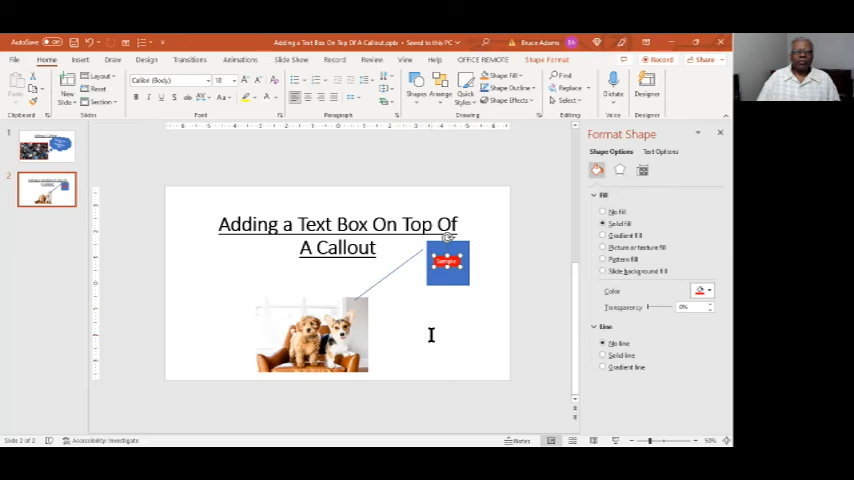 AutoSave Off
Adding a Text Box On Top Of A Callout.pptx • Saved to this PC
Bruce Adams
BA
File Home Insert Draw Design Transitions Animations Slide Show Record Review View Help OFFICE REMOTE Shape Format
Record Share
Paste
New Slide
Layout
Reset
Section
Calibri (Body) 18
Shapes Arrange Quick Styles
Shape Fill
Shape Outline
Shape Effects
Find
Replace
Select
Dictate
Designer
Clipboard Slides Font Paragraph Drawing Editing Voice Designer
1
2
Adding a Text Box On Top Of
A Callout
Sample
Format Shape
Shape Options Text Options
Fill
No fill
Solid fill
Gradient fill
Picture or texture fill
Pattern fill
Slide background fill
Color
Transparency 0%
Line
No line
Solid line
Gradient line
Slide 2 of 2
Accessibility: Investigate
Notes
50%